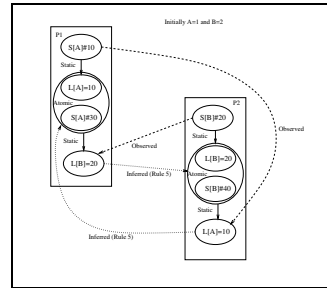 Initially A=1 and B=2
P1
S[A]#10
Static
L[A]=10
Atomic
S[A]#30
Static
L[B]=20
P2
S[B]#20
Static
L[B]=20
Atomic
S[B]#40
Static
L[A]=10
Observed
Observed
Inferred (Rule 5)
Inferred (Rule 5)